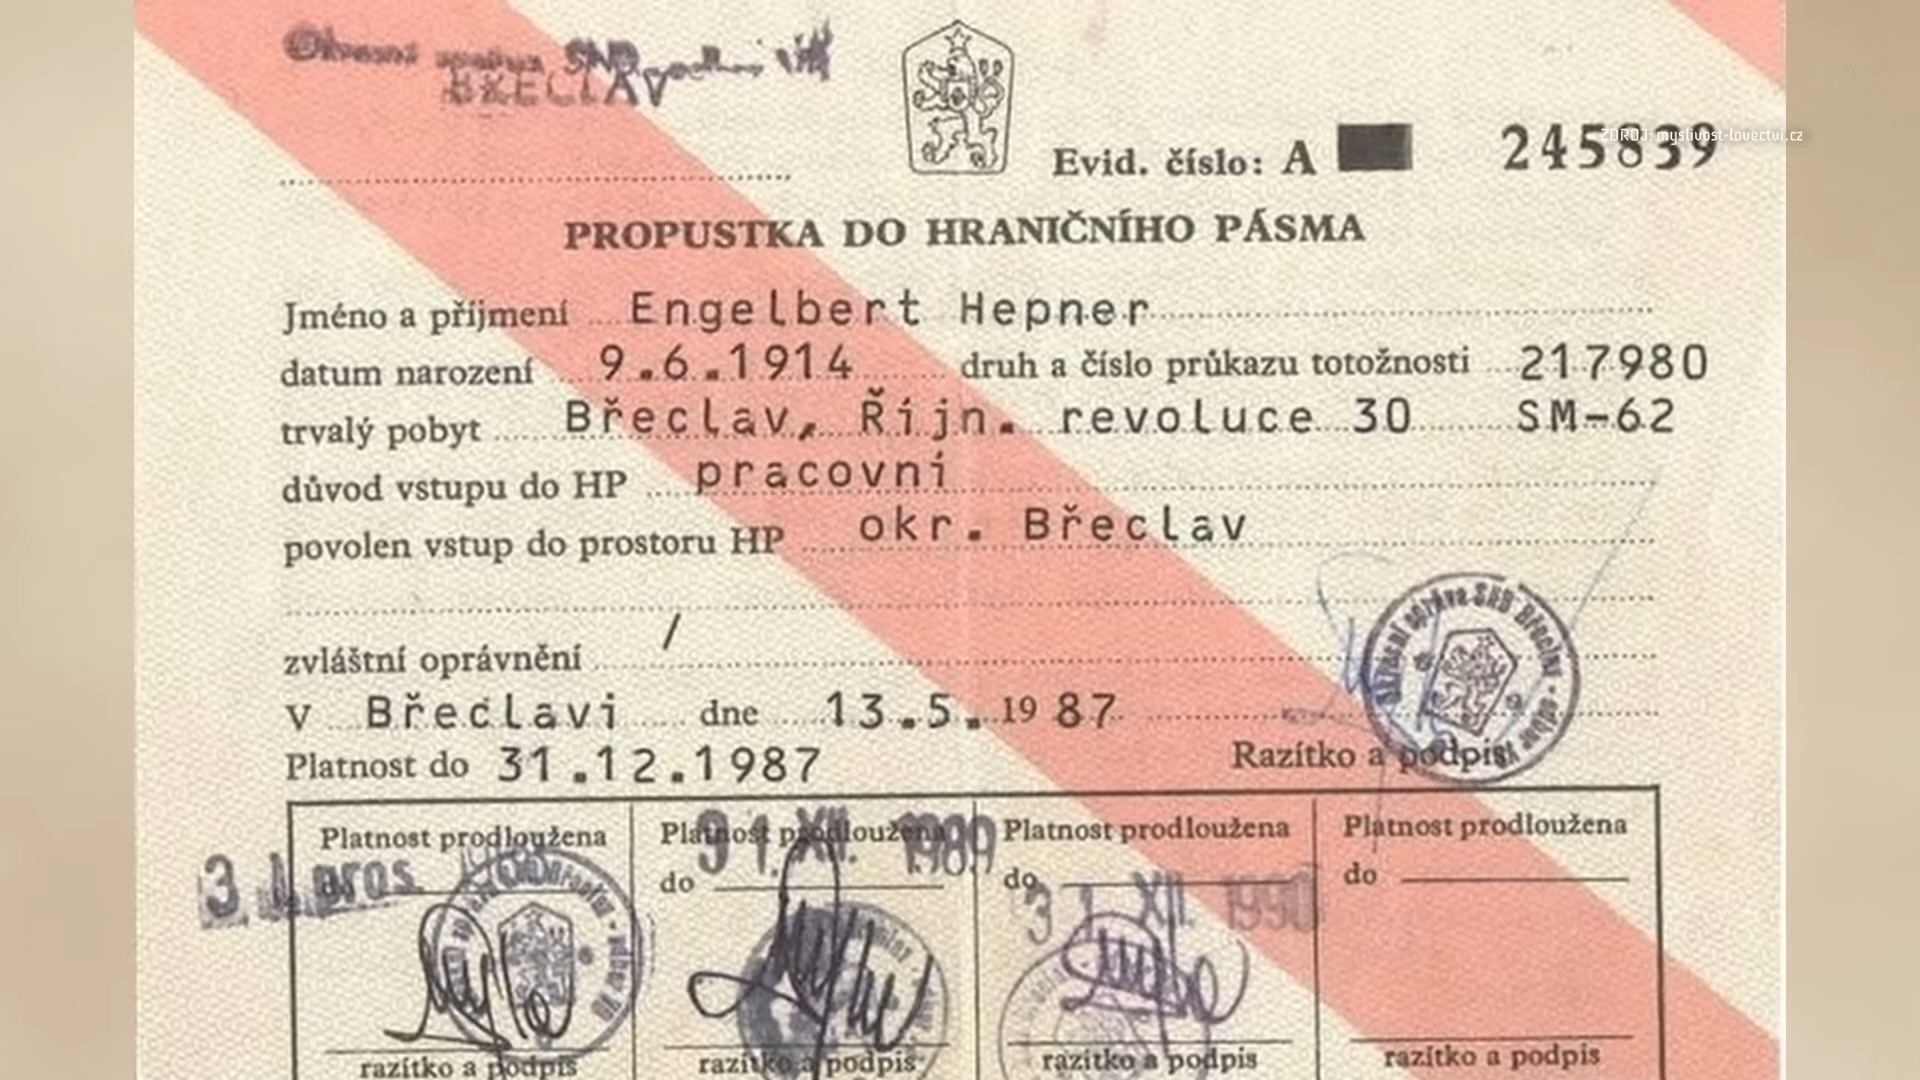 BŘECLAV
ZDROJ: myslivost-lovectvi.cz
Evid. číslo: A 245839
PROPUSTKA DO HRANIČNÍHO PÁSMA
Jméno a příjmení Engelbert Hepner
datum narození 9.6.1914 druh a číslo průkazu totožnosti 217980
trvalý pobyt Břeclav, Říjn. revoluce 30 SM-62
důvod vstupu do HP pracovní
povolen vstup do prostoru HP okr. Břeclav
zvláštní oprávnění /
V Břeclavi dne 13.5.19 87
Platnost do 31.12.1987 Razítko a podpis
Platnost prodloužena Platnost prodloužena Platnost prodloužena Platnost prodloužena
31. pros. do 31. XII. 1989 do 31. XII. 1990 do
razítko a podpis razítko a podpis razítko a podpis razítko a podpis